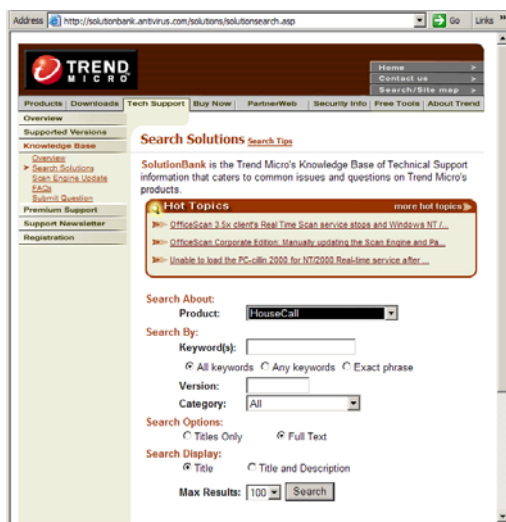 Address http://solutionbank.antivirus.com/solutions/solutionsearch.asp Go Links »
TREND
MICRO
Home >
Contact us >
Search/Site map >
Products Downloads Tech Support Buy Now PartnerWeb Security Info Free Tools About Trend
Overview
Supported Versions
Knowledge Base
Overview
Search Solutions
Scan Engine Update
FAQs
Submit Question
Premium Support
Support Newsletter
Registration
Search Solutions Search Tips
SolutionBank is the Trend Micro's Knowledge Base of Technical Support
information that caters to common issues and questions on Trend Micro's
products.
Hot Topics more hot topics
OfficeScan 3.5x client's Real Time Scan service stops and Windows NT /...
OfficeScan Corporate Edition: Manually updating the Scan Engine and Pa...
Unable to load the PC-cillin 2000 for NT/2000 Real-time service after ...
Search About:
Product: HouseCall
Search By:
Keyword(s):
All keywords Any keywords Exact phrase
Version:
Category: All
Search Options:
Titles Only Full Text
Search Display:
Title Title and Description
Max Results: 100 Search